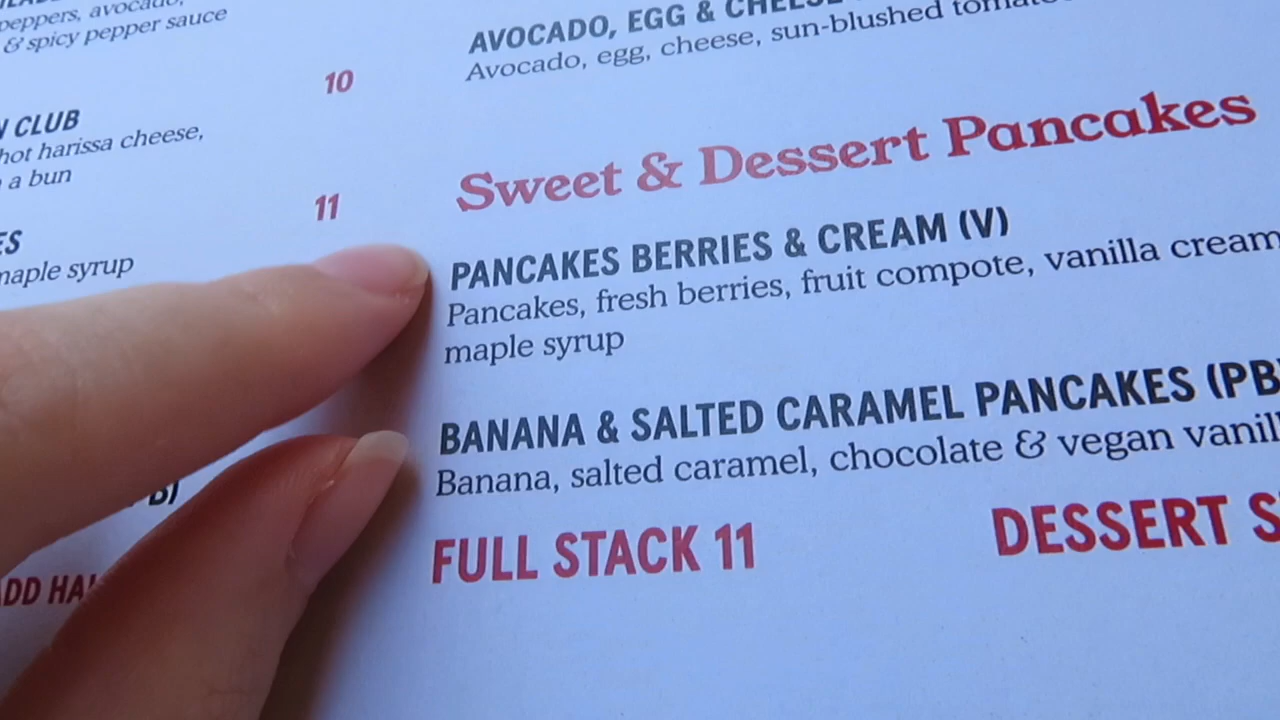 peppers, avocado,
& spicy pepper sauce
10
CLUB
hot harissa cheese,
a bun
11
maple syrup
ADD
AVOCADO, EGG & CHEESE
Avocado, egg, cheese, sun-blushed
Sweet & Dessert Pancakes
PANCAKES BERRIES & CREAM (V)
Pancakes, fresh berries, fruit compote, vanilla cream
maple syrup
BANANA & SALTED CARAMEL PANCAKES (PB
Banana, salted caramel, chocolate & vegan
FULL STACK 11
DESSERT